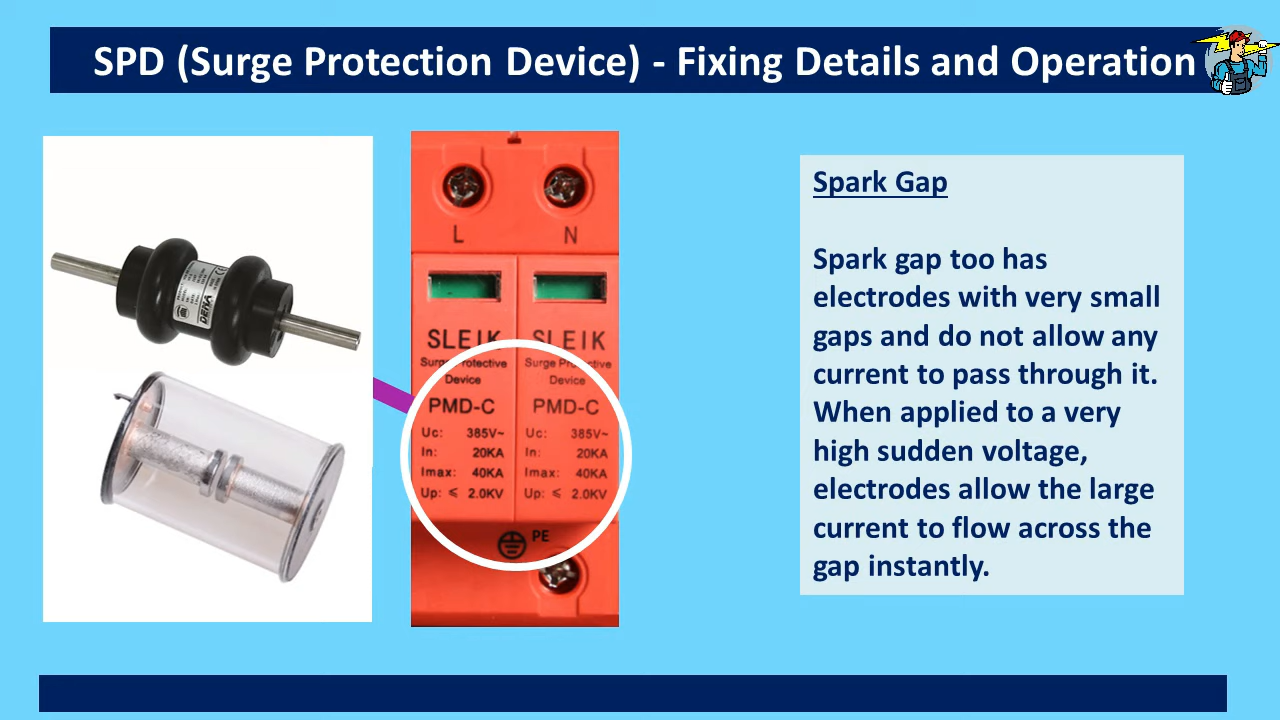 SPD (Surge Protection Device) - Fixing Details and Operation
DEHN
L N
SLEIK SLEIK
Surge Protective Surge Protective
Device Device
PMD-C PMD-C
Uc: 385V~ Uc: 385V~
In: 20KA In: 20KA
Imax: 40KA Imax: 40KA
Up: ≤ 2.0KV Up: ≤ 2.0KV
PE
Spark Gap
Spark gap too has
electrodes with very small
gaps and do not allow any
current to pass through it.
When applied to a very
high sudden voltage,
electrodes allow the large
current to flow across the
gap instantly.